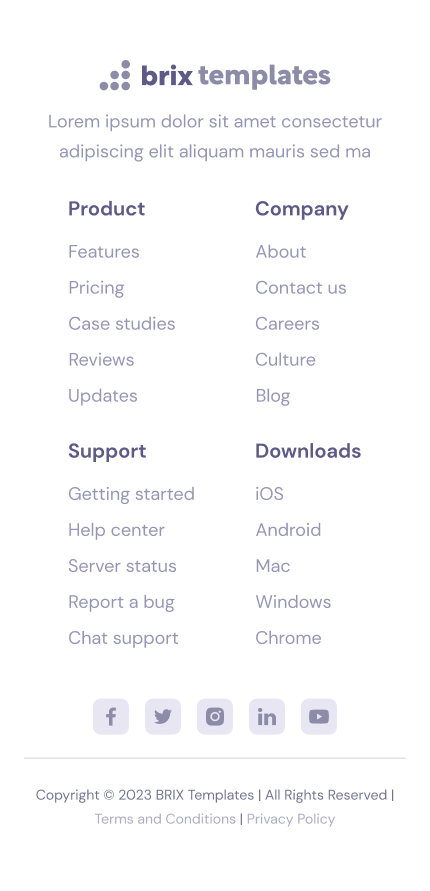 brix templates
Lorem ipsum dolor sit amet consectetur
adipiscing elit aliquam mauris sed ma
Product
Features
Pricing
Case studies
Reviews
Updates
Company
About
Contact us
Careers
Culture
Blog
Support
Getting started
Help center
Server status
Report a bug
Chat support
Downloads
iOS
Android
Mac
Windows
Chrome
Copyright © 2023 BRIX Templates | All Rights Reserved |
Terms and Conditions | Privacy Policy